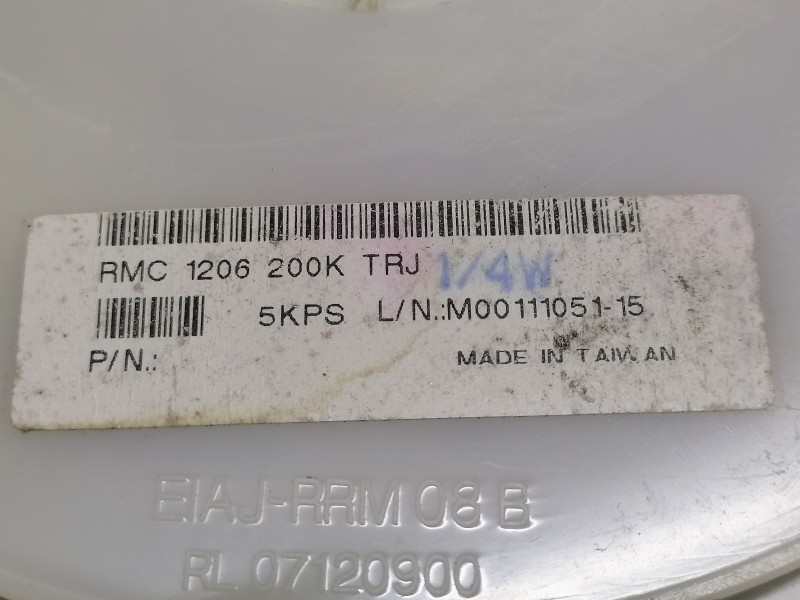 RMC 1206 200K TRJ 1/4W
5KPS L/N.:M00111051-15
P/N.: MADE IN TAIWAN
EIAJ-RRM 08 B
RL 07120900